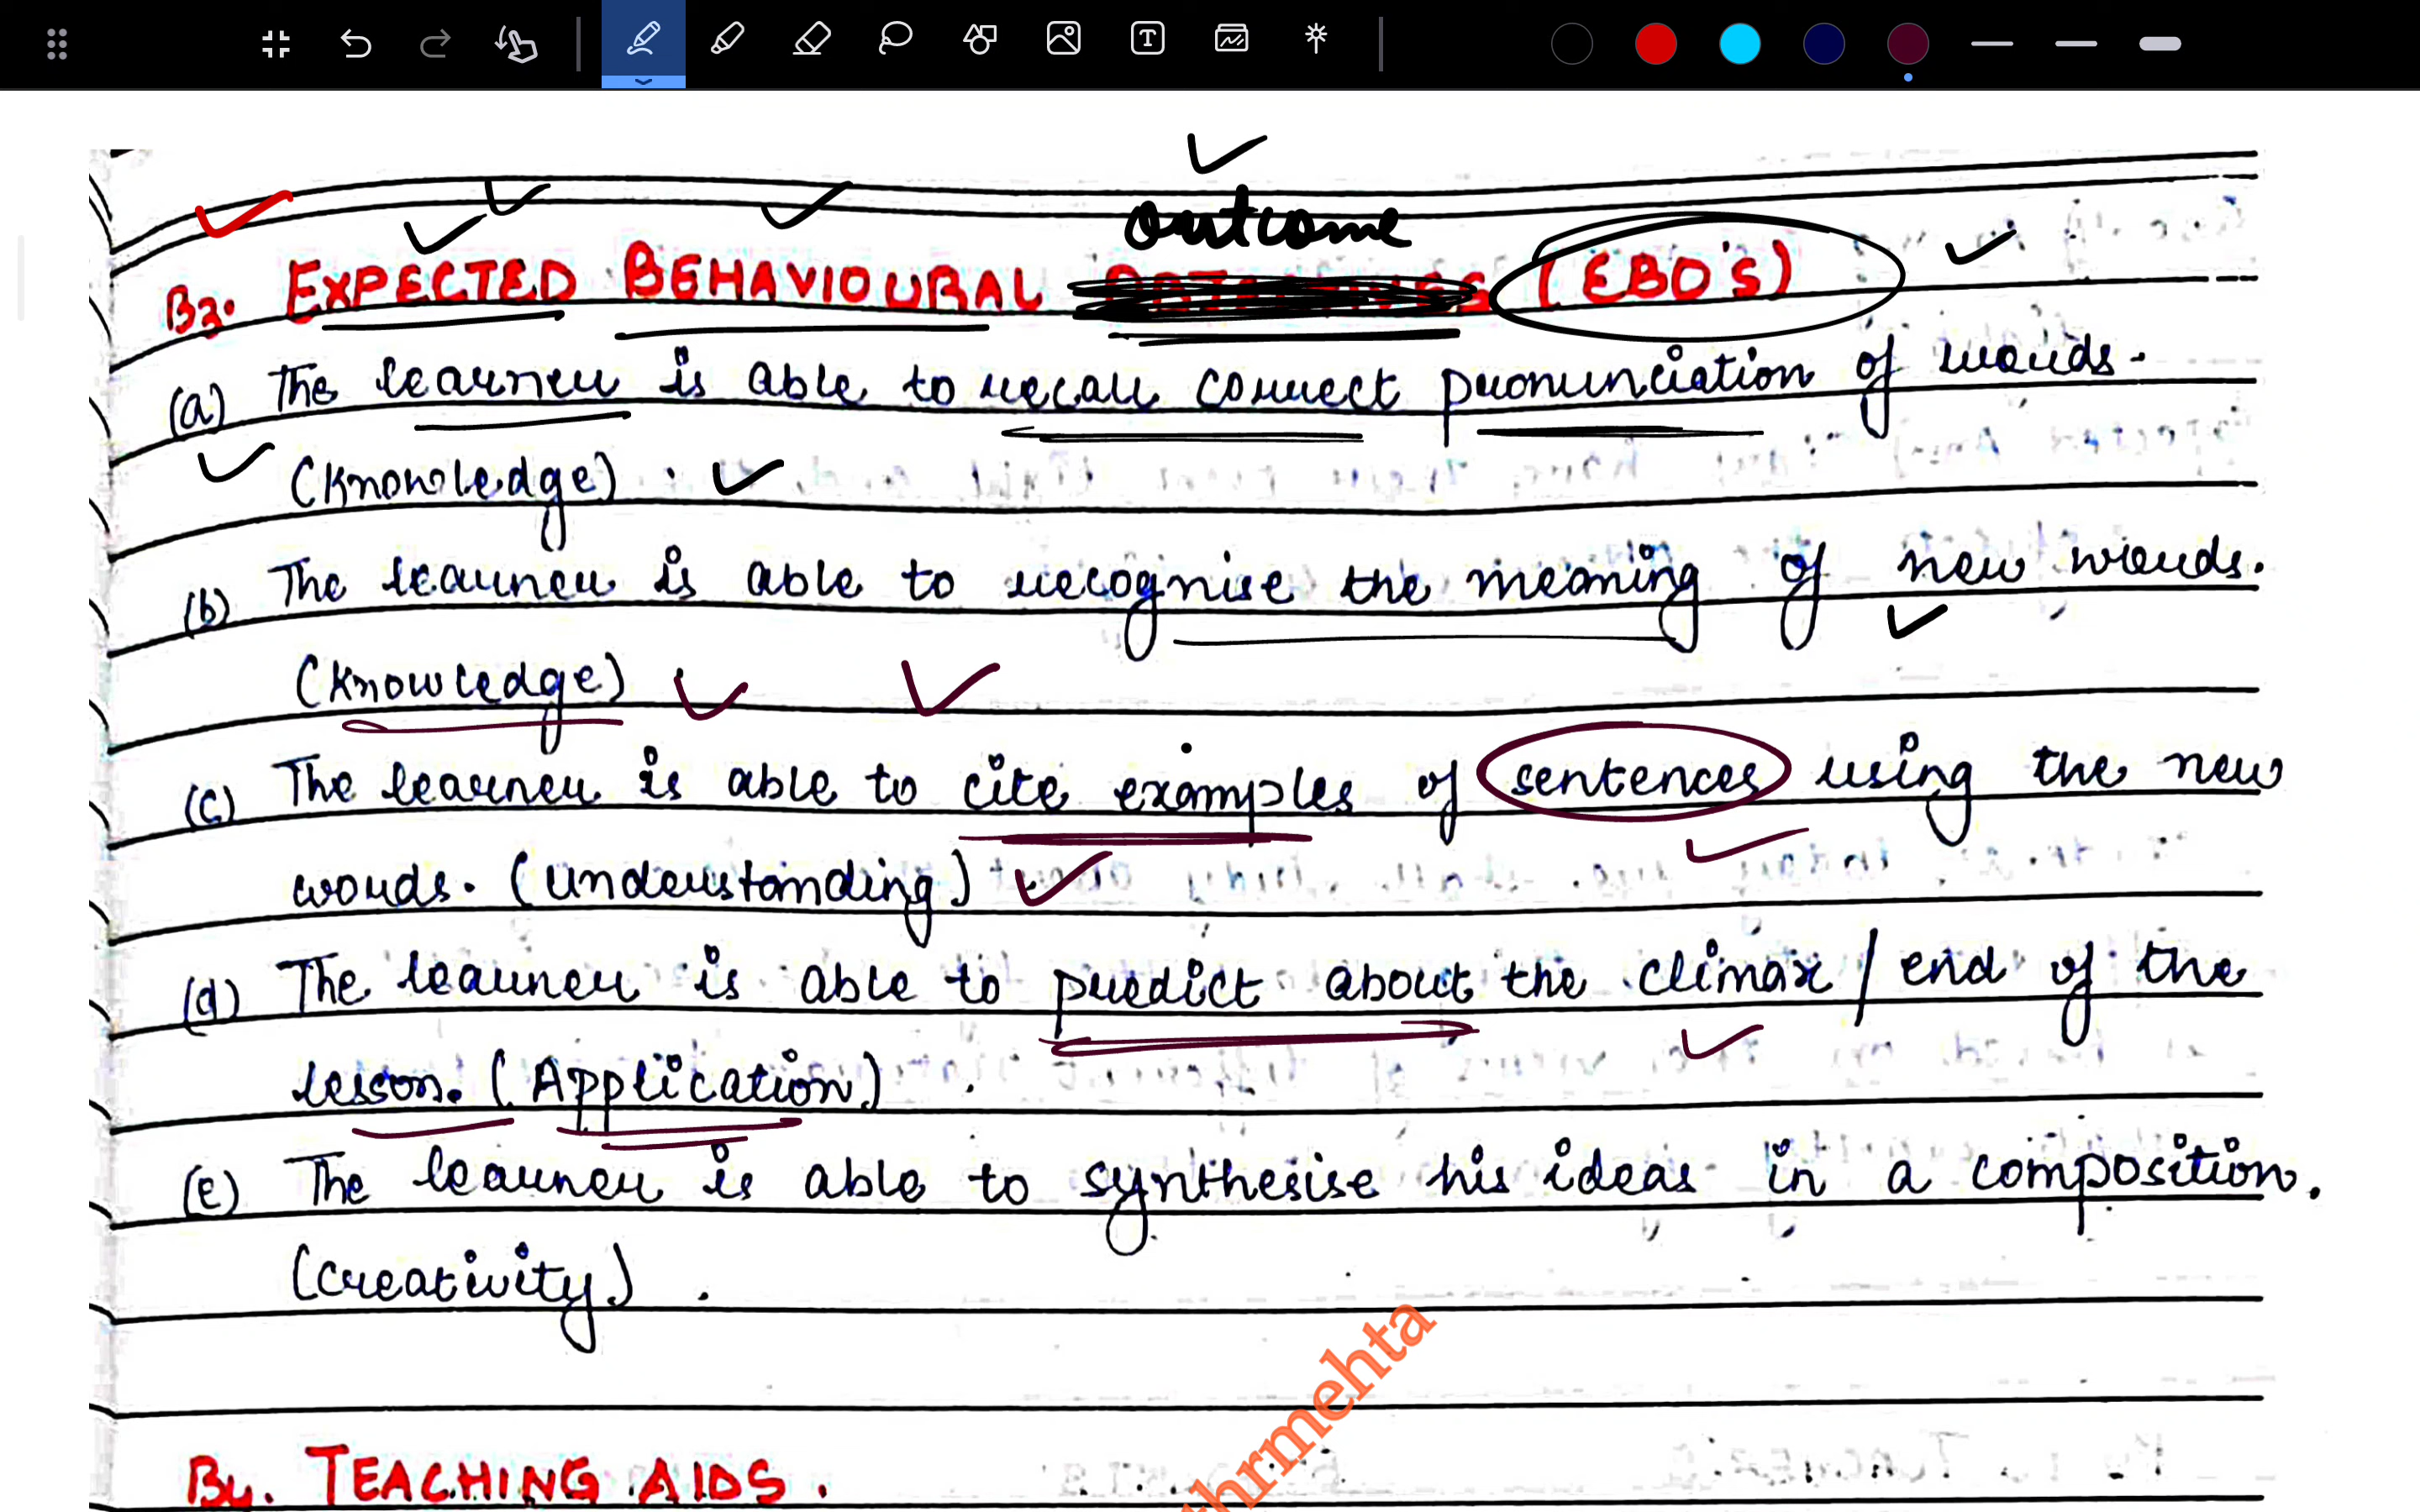 outcome
B3. EXPECTED BEHAVIOURAL (EBO'S)
(a) The learner is able to recall correct pronunciation of words.
(Knowledge)
(b) The learner is able to recognise the meaning of new words.
(Knowledge)
(c) The learner is able to cite examples of sentences using the new
words. (Understanding)
(d) The learner is able to predict about the climax / end of the
lesson. (Application)
(e) The learner is able to synthesise his ideas in a composition.
(Creativity)
hrmehta
B4. TEACHING AIDS.